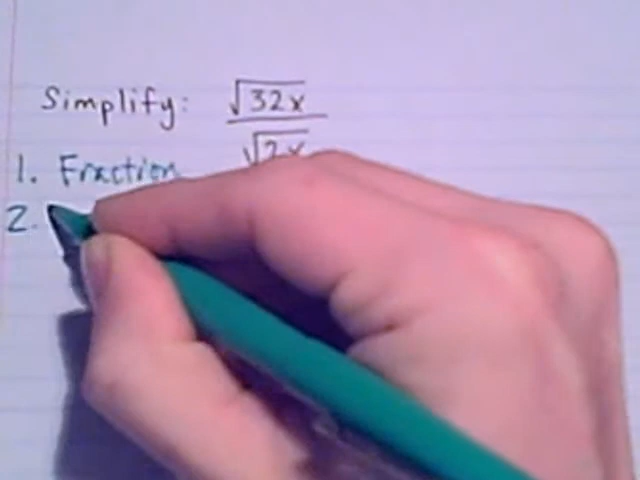 Simplify: √32x / √2x
1. Fraction
2.